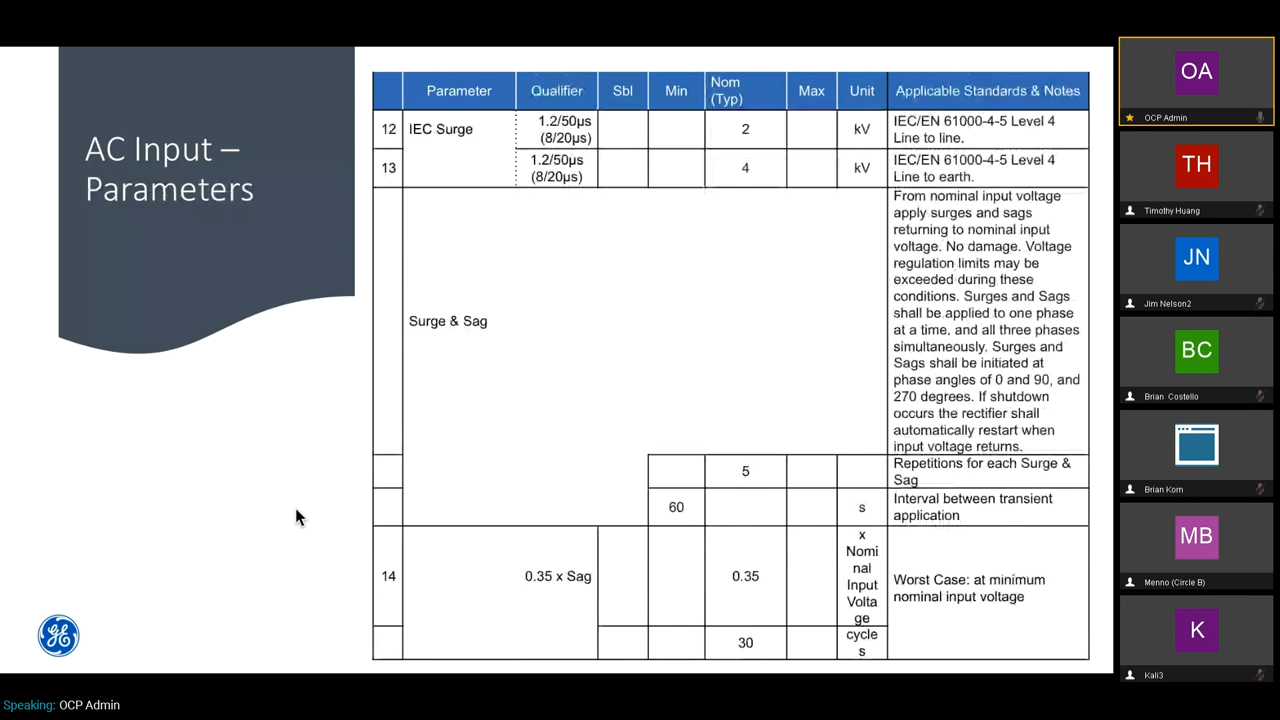 AC Input –
Parameters
Parameter Qualifier Sbl Min Nom (Typ) Max Unit Applicable Standards & Notes
12 IEC Surge 1.2/50µs (8/20µs) 2 kV IEC/EN 61000-4-5 Level 4
Line to line.
13 1.2/50µs (8/20µs) 4 kV IEC/EN 61000-4-5 Level 4
Line to earth.
Surge & Sag
From nominal input voltage
apply surges and sags
returning to nominal input
voltage. No damage. Voltage
regulation limits may be
exceeded during these
conditions. Surges and Sags
shall be applied to one phase
at a time, and all three phases
simultaneously. Surges and
Sags shall be initiated at
phase angles of 0 and 90, and
270 degrees. If shutdown
occurs the rectifier shall
automatically restart when
input voltage returns.
5 Repetitions for each Surge &
Sag
60 s Interval between transient
application
14 0.35 x Sag 0.35
x
Nomi
nal
Input
Volta
ge
Worst Case: at minimum
nominal input voltage
30
cycle
s
GE
OA
OCP Admin
TH
Timothy Huang
JN
Jim Nelson2
BC
Brian Costello
Brian Korn
MB
Menno (Circle B)
K
Kali3
Speaking: OCP Admin